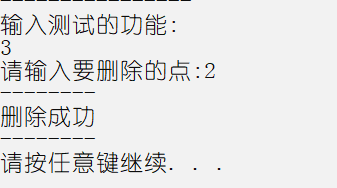 ----------------
输入测试的功能:
3
请输入要删除的点:2
--------
删除成功
--------
请按任意键继续. . .